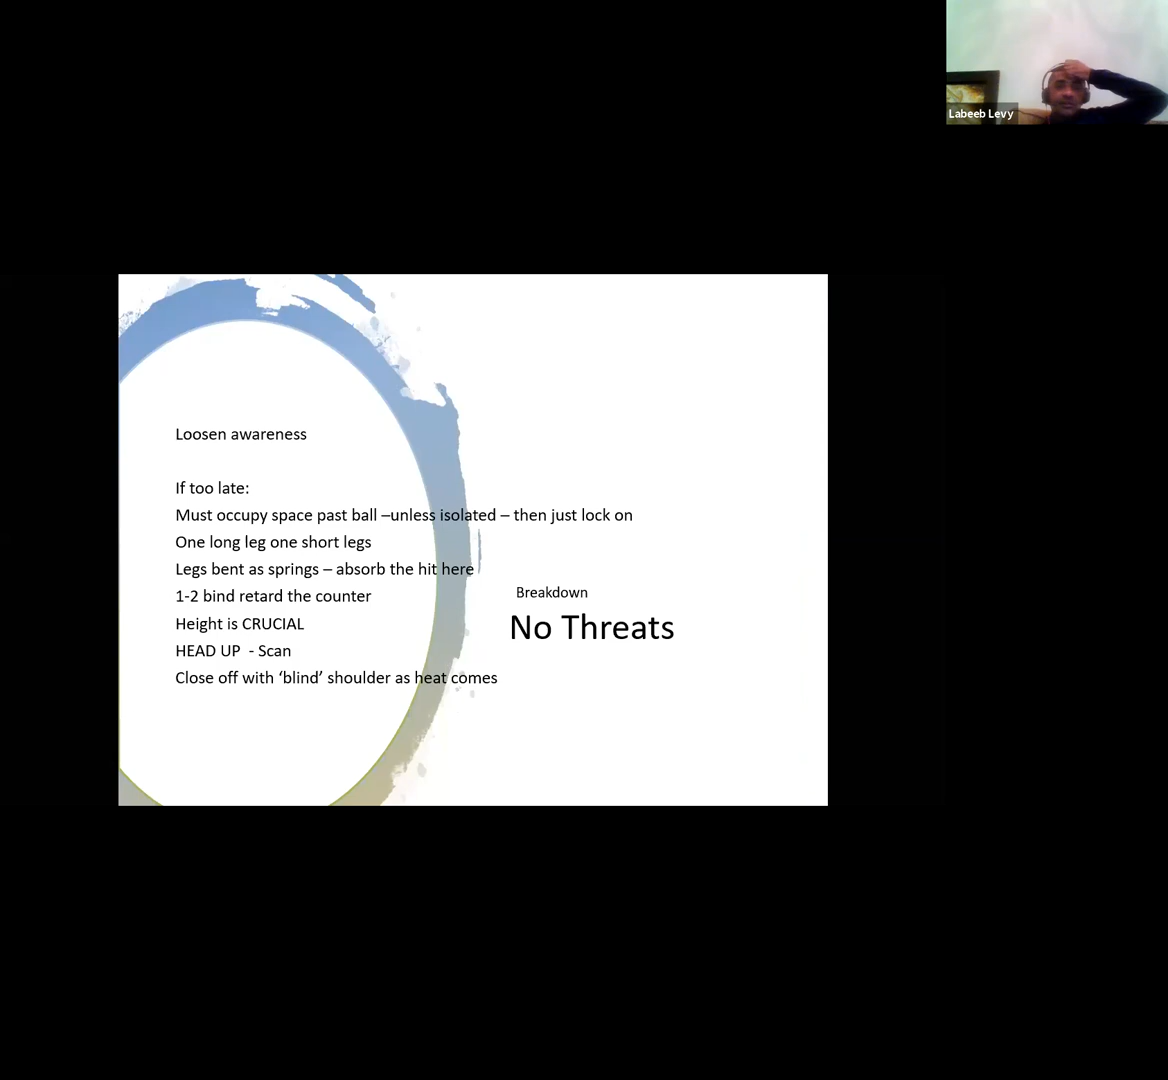 Labeeb Levy
Loosen awareness
If too late:
Must occupy space past ball –unless isolated – then just lock on
One long leg one short legs
Legs bent as springs – absorb the hit here
1-2 bind retard the counter
Height is CRUCIAL
HEAD UP  - Scan
Close off with ‘blind’ shoulder as heat comes
Breakdown
No Threats